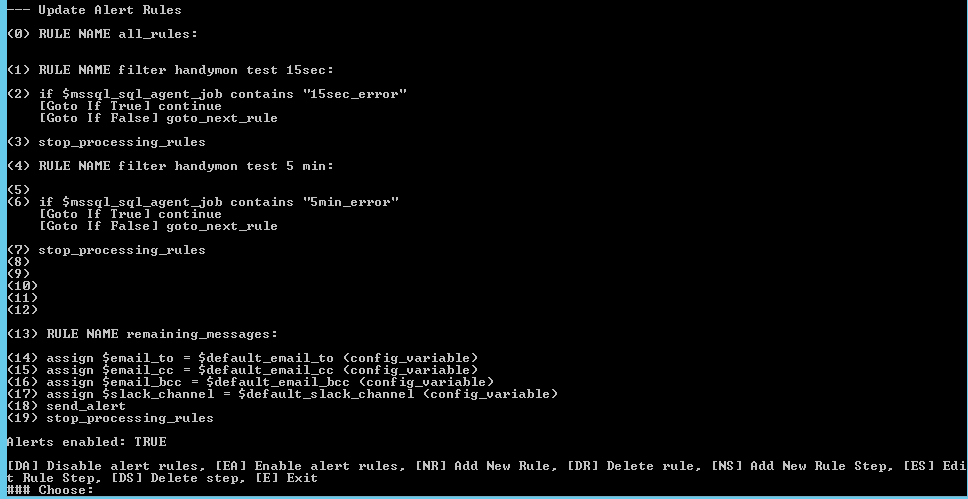 --- Update Alert Rules
(0) RULE NAME all_rules:
(1) RULE NAME filter handymon test 15sec:
(2) if $mssql_sql_agent_job contains "15sec_error"
[Goto If True] continue
[Goto If False] goto_next_rule
(3) stop_processing_rules
(4) RULE NAME filter handymon test 5 min:
(5)
(6) if $mssql_sql_agent_job contains "5min_error"
[Goto If True] continue
[Goto If False] goto_next_rule
(7) stop_processing_rules
(8)
(9)
(10)
(11)
(12)
(13) RULE NAME remaining_messages:
(14) assign $email_to = $default_email_to (config_variable)
(15) assign $email_cc = $default_email_cc (config_variable)
(16) assign $email_bcc = $default_email_bcc (config_variable)
(17) assign $slack_channel = $default_slack_channel (config_variable)
(18) send_alert
(19) stop_processing_rules
Alerts enabled: TRUE
[DA] Disable alert rules, [EA] Enable alert rules, [NR] Add New Rule, [DR] Delete rule, [NS] Add New Rule Step, [ES] Edi
t Rule Step, [DS] Delete step, [E] Exit
### Choose: